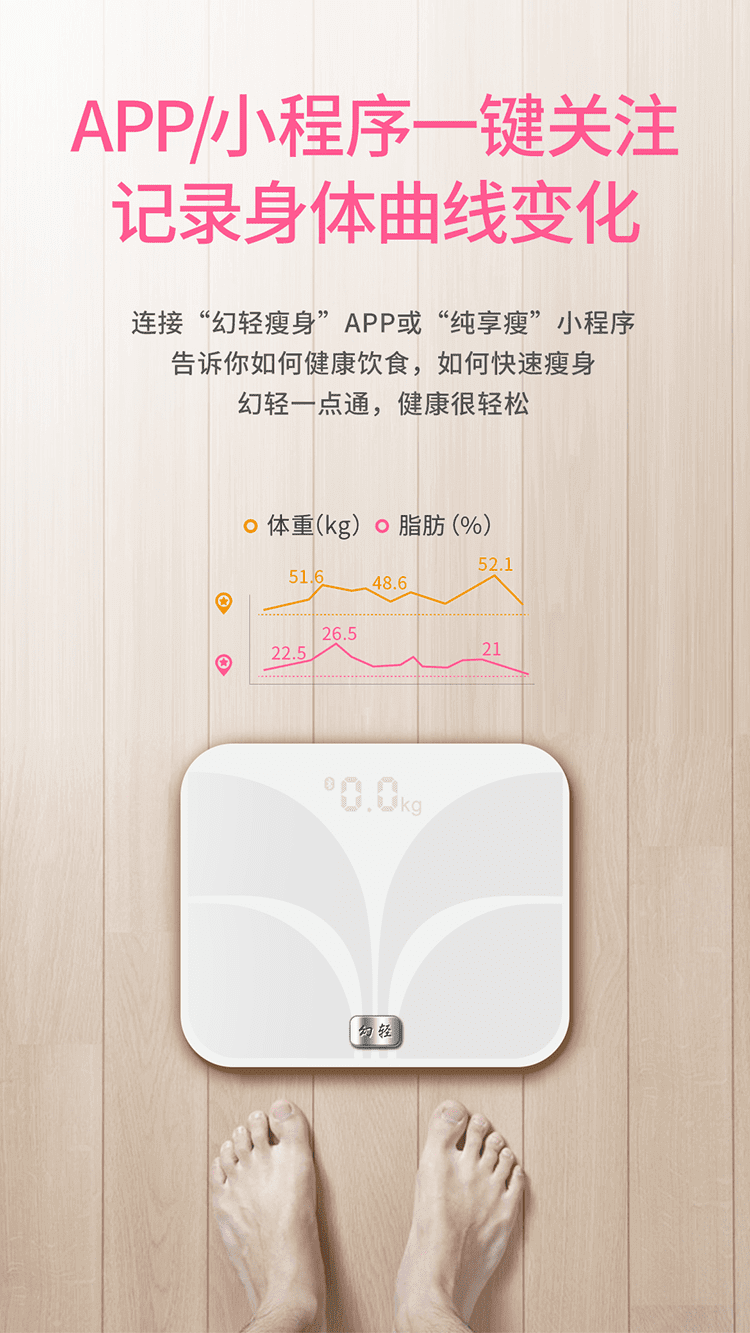 APP/小程序一键关注
记录身体曲线变化
连接“幻轻瘦身”APP或“纯享瘦”小程序
告诉你如何健康饮食，如何快速瘦身
幻轻一点通，健康很轻松
体重(kg) 脂肪(%)
51.6 48.6 52.1
22.5 26.5 21
0.0kg
幻轻